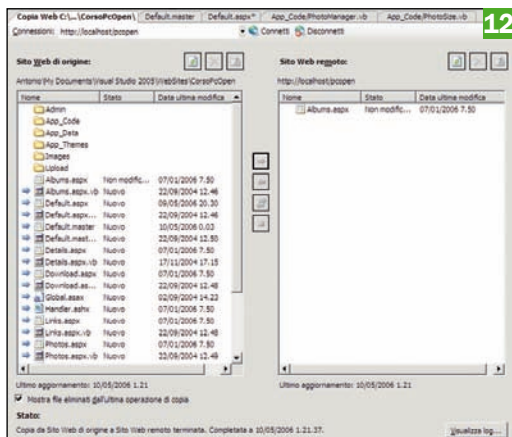 Copia Web C:\...\CorsoPcOpen\ Default.master Default.aspx* App_Code/PhotoManager.vb App_Code/PhotoSize.vb
12
Connessioni: http://localhost/pcopen Connetti Disconnetti
Sito Web di origine:
Antonio\My Documents\Visual Studio 2005\WebSites\CorsoPcOpen
Nome Stato Data ultima modifica
Admin
App_Code
App_Data
App_Themes
Images
Upload
Albums.aspx Non modific... 07/01/2006 7.50
Albums.aspx.vb Nuovo 22/09/2004 12.46
Default.aspx Nuovo 09/05/2006 20.30
Default.aspx... Nuovo 22/09/2004 12.46
Default.master Nuovo 10/05/2006 0.03
Default.mast... Nuovo 22/09/2004 12.50
Details.aspx Nuovo 07/01/2006 7.50
Details.aspx.vb Nuovo 17/11/2004 17.15
Download.aspx Nuovo 07/01/2006 7.50
Download.as... Nuovo 22/09/2004 12.48
Global.asax Nuovo 02/09/2004 14.23
Handler.ashx Nuovo 07/01/2006 7.50
Links.aspx Nuovo 07/01/2006 7.50
Links.aspx.vb Nuovo 22/09/2004 12.48
Photos.aspx Nuovo 07/01/2006 7.50
Photos.aspx.vb Nuovo 22/09/2004 12.49
Ultimo aggiornamento: 10/05/2006 1.21
Sito Web remoto:
http://localhost/pcopen
Nome Stato Data ultima modifica
Albums.aspx Non modific... 07/01/2006 7.50
Ultimo aggiornamento: 10/05/2006 1.21
Mostra file eliminati dall'ultima operazione di copia
Stato:
Copia da Sito Web di origine a Sito Web remoto terminata. Completata a 10/05/2006 1.21.37.
Visualizza log...